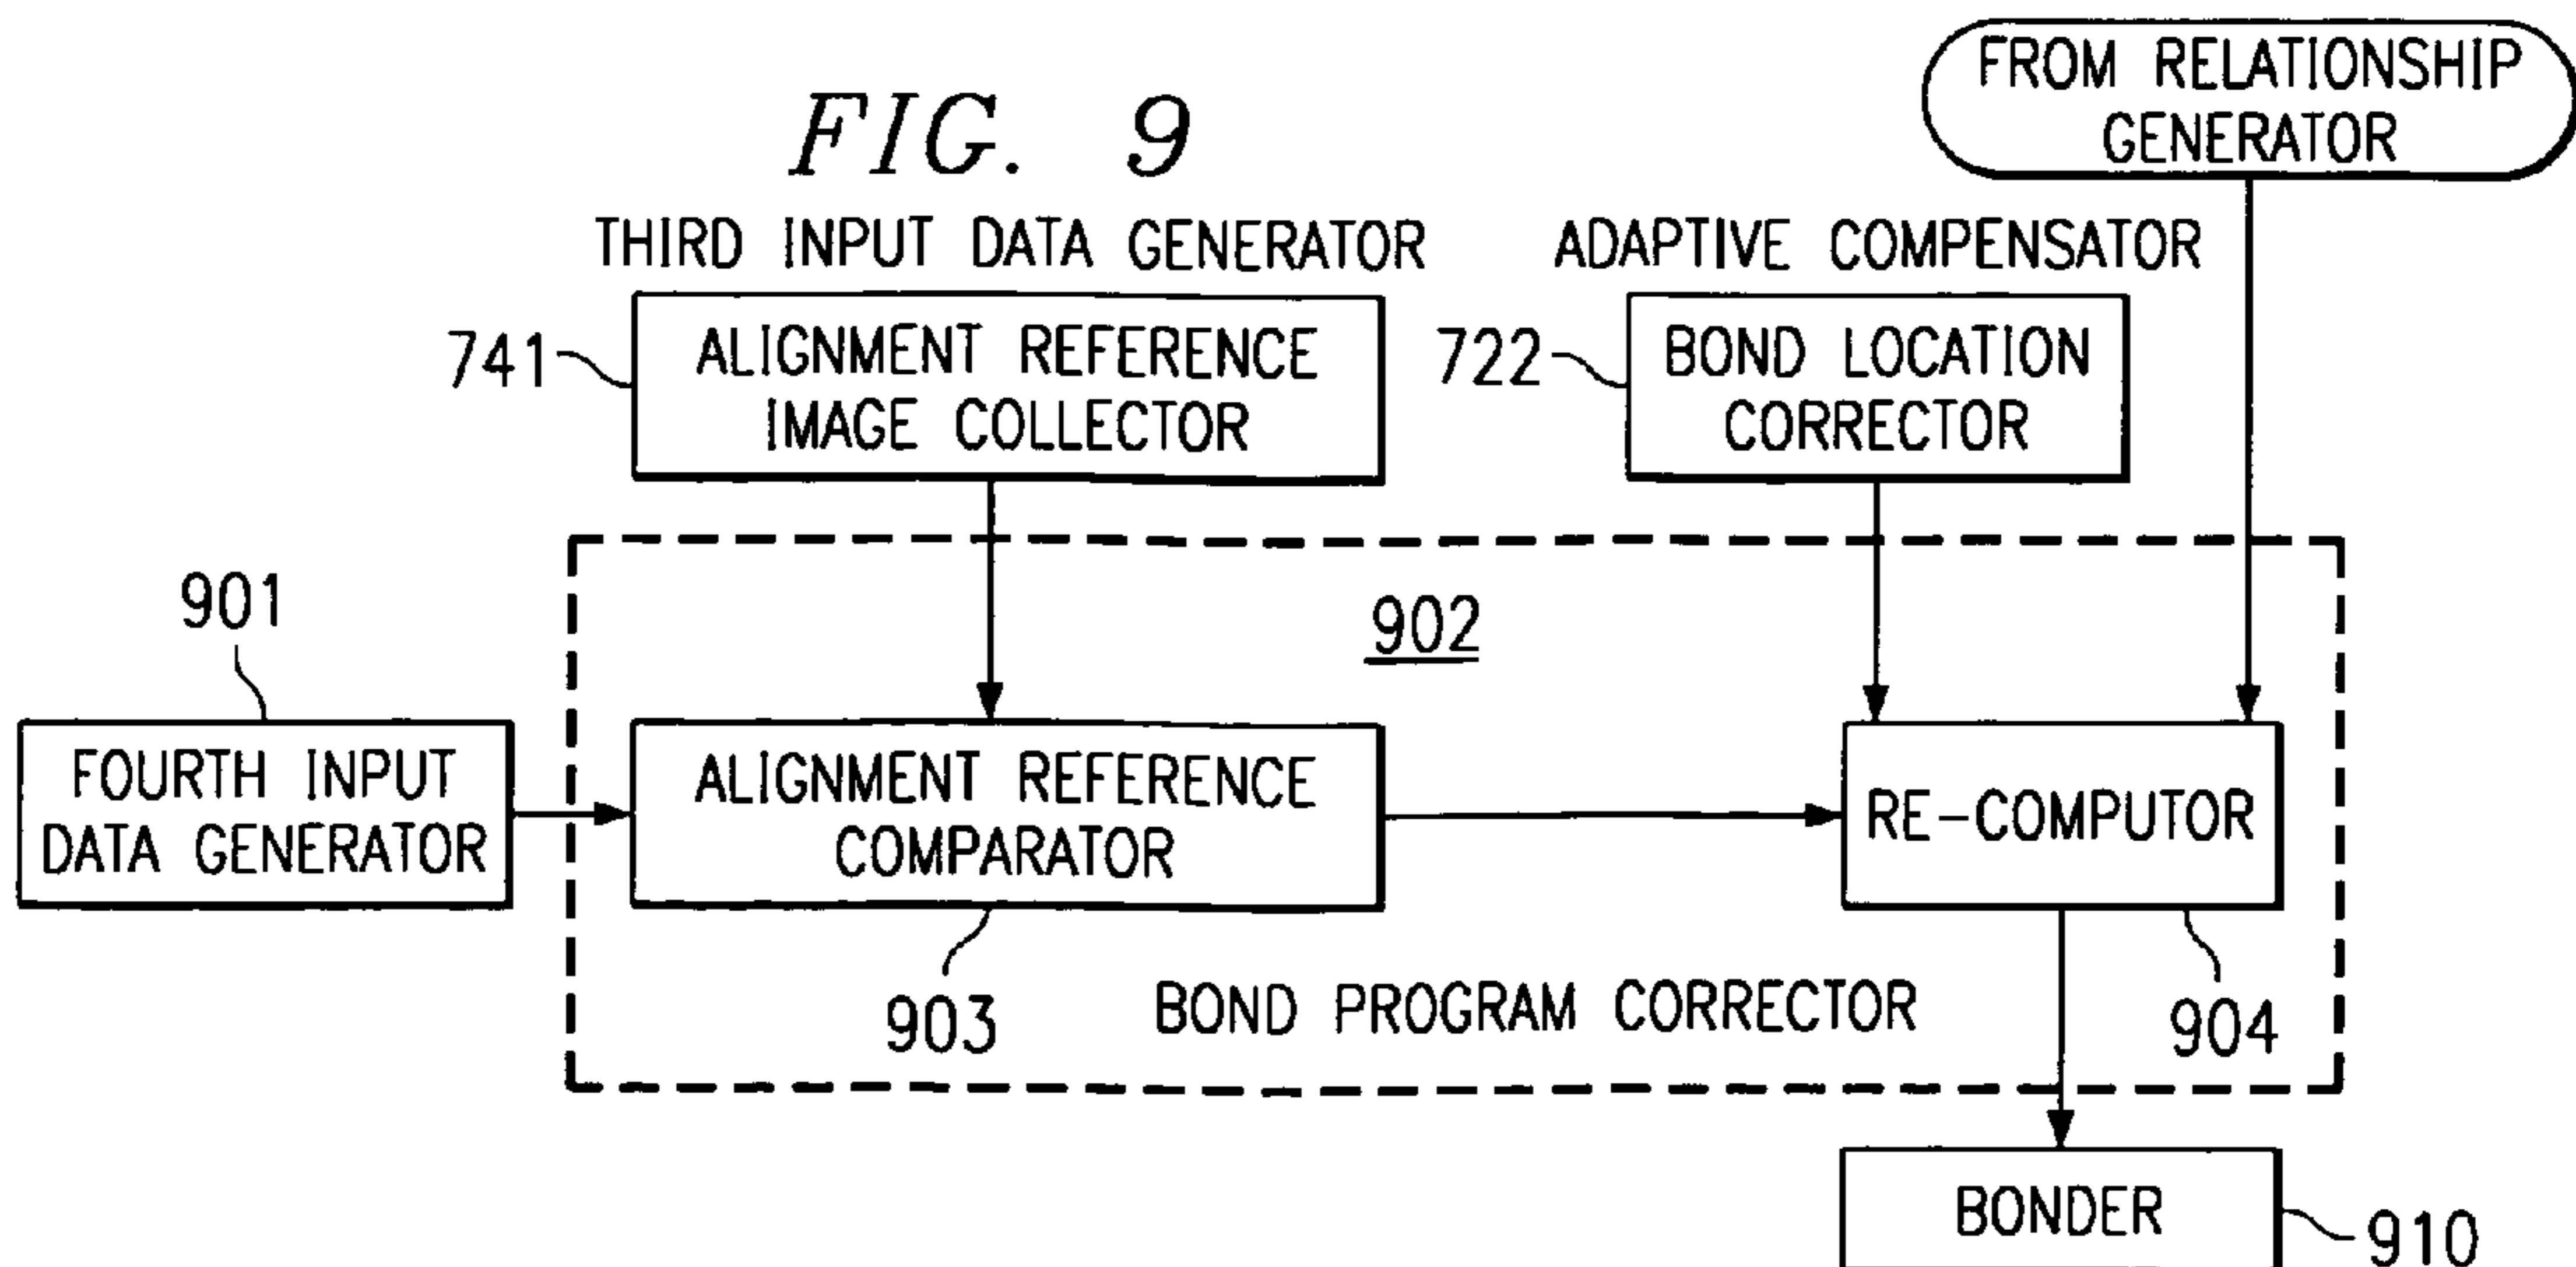 FROM RELATIONSHIP
GENERATOR
FIG. 9
THIRD INPUT DATA GENERATOR
ADAPTIVE COMPENSATOR
741
ALIGNMENT REFERENCE
IMAGE COLLECTOR
722
BOND LOCATION
CORRECTOR
901
902
FOURTH INPUT
DATA GENERATOR
ALIGNMENT REFERENCE
COMPARATOR
RE-COMPUTOR
903
BOND PROGRAM CORRECTOR
904
BONDER
910